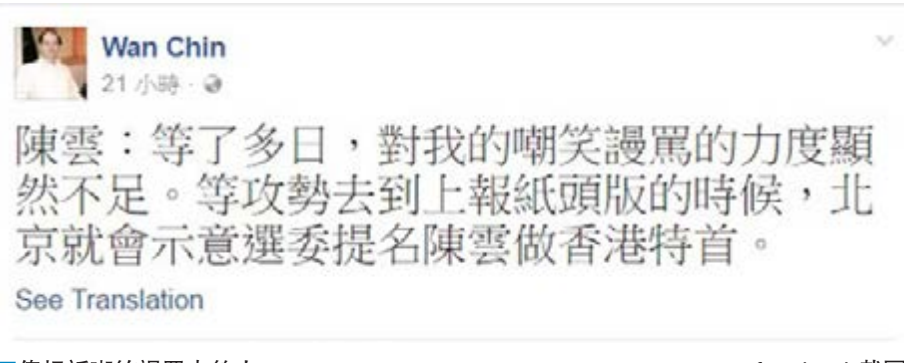 Wan Chin
21 小時
陳雲：等了多日，對我的嘲笑謾罵的力度顯
然不足。等攻勢去到上報紙頭版的時候，北
京就會示意選委提名陳雲做香港特首。
See Translation